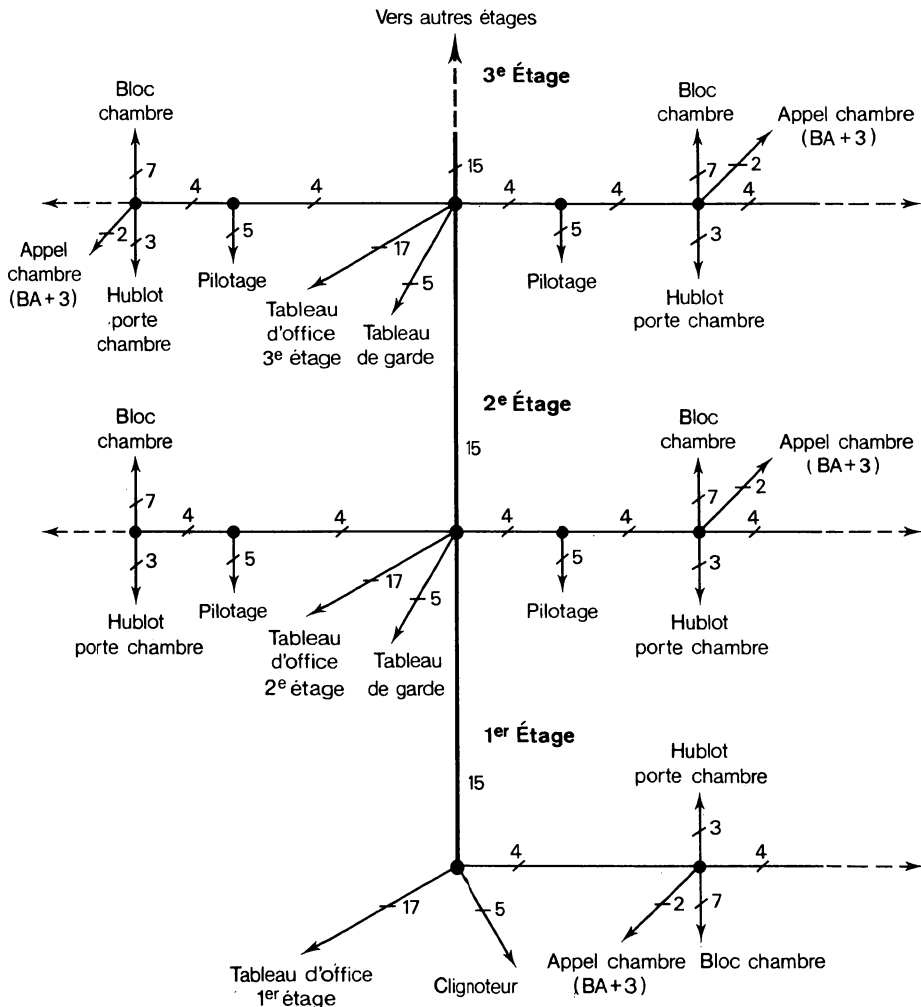 Vers autres étages
3e Étage
Bloc
chambre
Bloc
chambre
Appel chambre
(BA+3)
7
4
4
15
4
4
7
2
4
2
3
5
17
5
5
3
Appel
chambre
(BA+3)
Hublot
porte
chambre
Pilotage
Tableau
d'office
3e étage
Tableau
de garde
Pilotage
Hublot
porte chambre
2e Étage
Bloc
chambre
Bloc
chambre
Appel chambre
(BA+3)
15
7
4
4
4
4
7
2
4
3
5
17
5
5
3
Hublot
porte chambre
Pilotage
Tableau
d'office
2e étage
Tableau
de garde
Pilotage
Hublot
porte chambre
1er Étage
15
Hublot
porte chambre
3
4
4
17
5
2
7
Tableau d'office
1er étage
Clignoteur
Appel chambre
(BA+3)
Bloc chambre